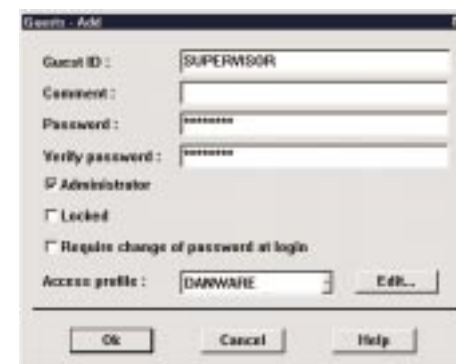 Guests - Add
Guest ID : SUPERVISOR
Comment :
Password : ********
Verify password : ********
Administrator
Locked
Require change of password at login
Access profile : DANWARE Edit...
Ok Cancel Help